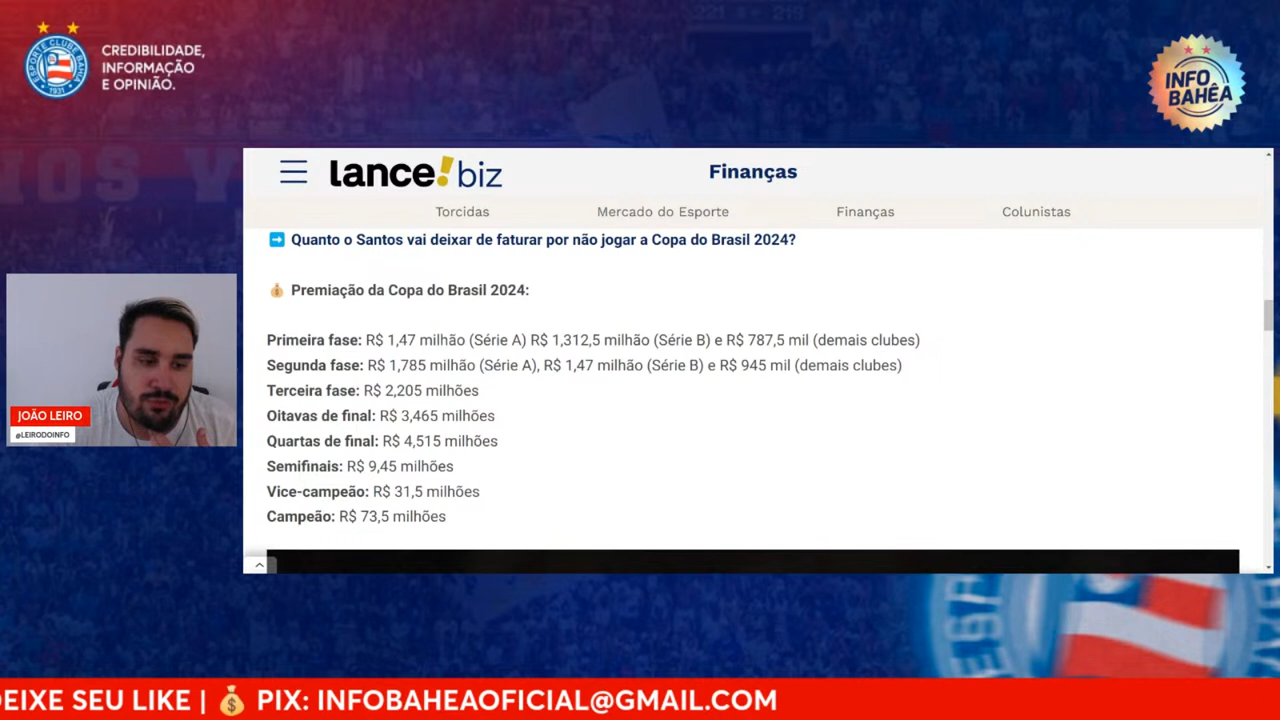 ESPORTE CLUBE BAHIA
1931
CREDIBILIDADE,
INFORMAÇÃO
E OPINIÃO.
INFO
BAHÊA
lance!biz
Finanças
Torcidas
Mercado do Esporte
Finanças
Colunistas
➡️ Quanto o Santos vai deixar de faturar por não jogar a Copa do Brasil 2024?
💰 Premiação da Copa do Brasil 2024:
Primeira fase: R$ 1,47 milhão (Série A) R$ 1,312,5 milhão (Série B) e R$ 787,5 mil (demais clubes)
Segunda fase: R$ 1,785 milhão (Série A), R$ 1,47 milhão (Série B) e R$ 945 mil (demais clubes)
Terceira fase: R$ 2,205 milhões
Oitavas de final: R$ 3,465 milhões
Quartas de final: R$ 4,515 milhões
Semifinais: R$ 9,45 milhões
Vice-campeão: R$ 31,5 milhões
Campeão: R$ 73,5 milhões
JOÃO LEIRO
@LEIRODOINFO
DEIXE SEU LIKE | 💰 PIX: INFOBAHEAOFICIAL@GMAIL.COM